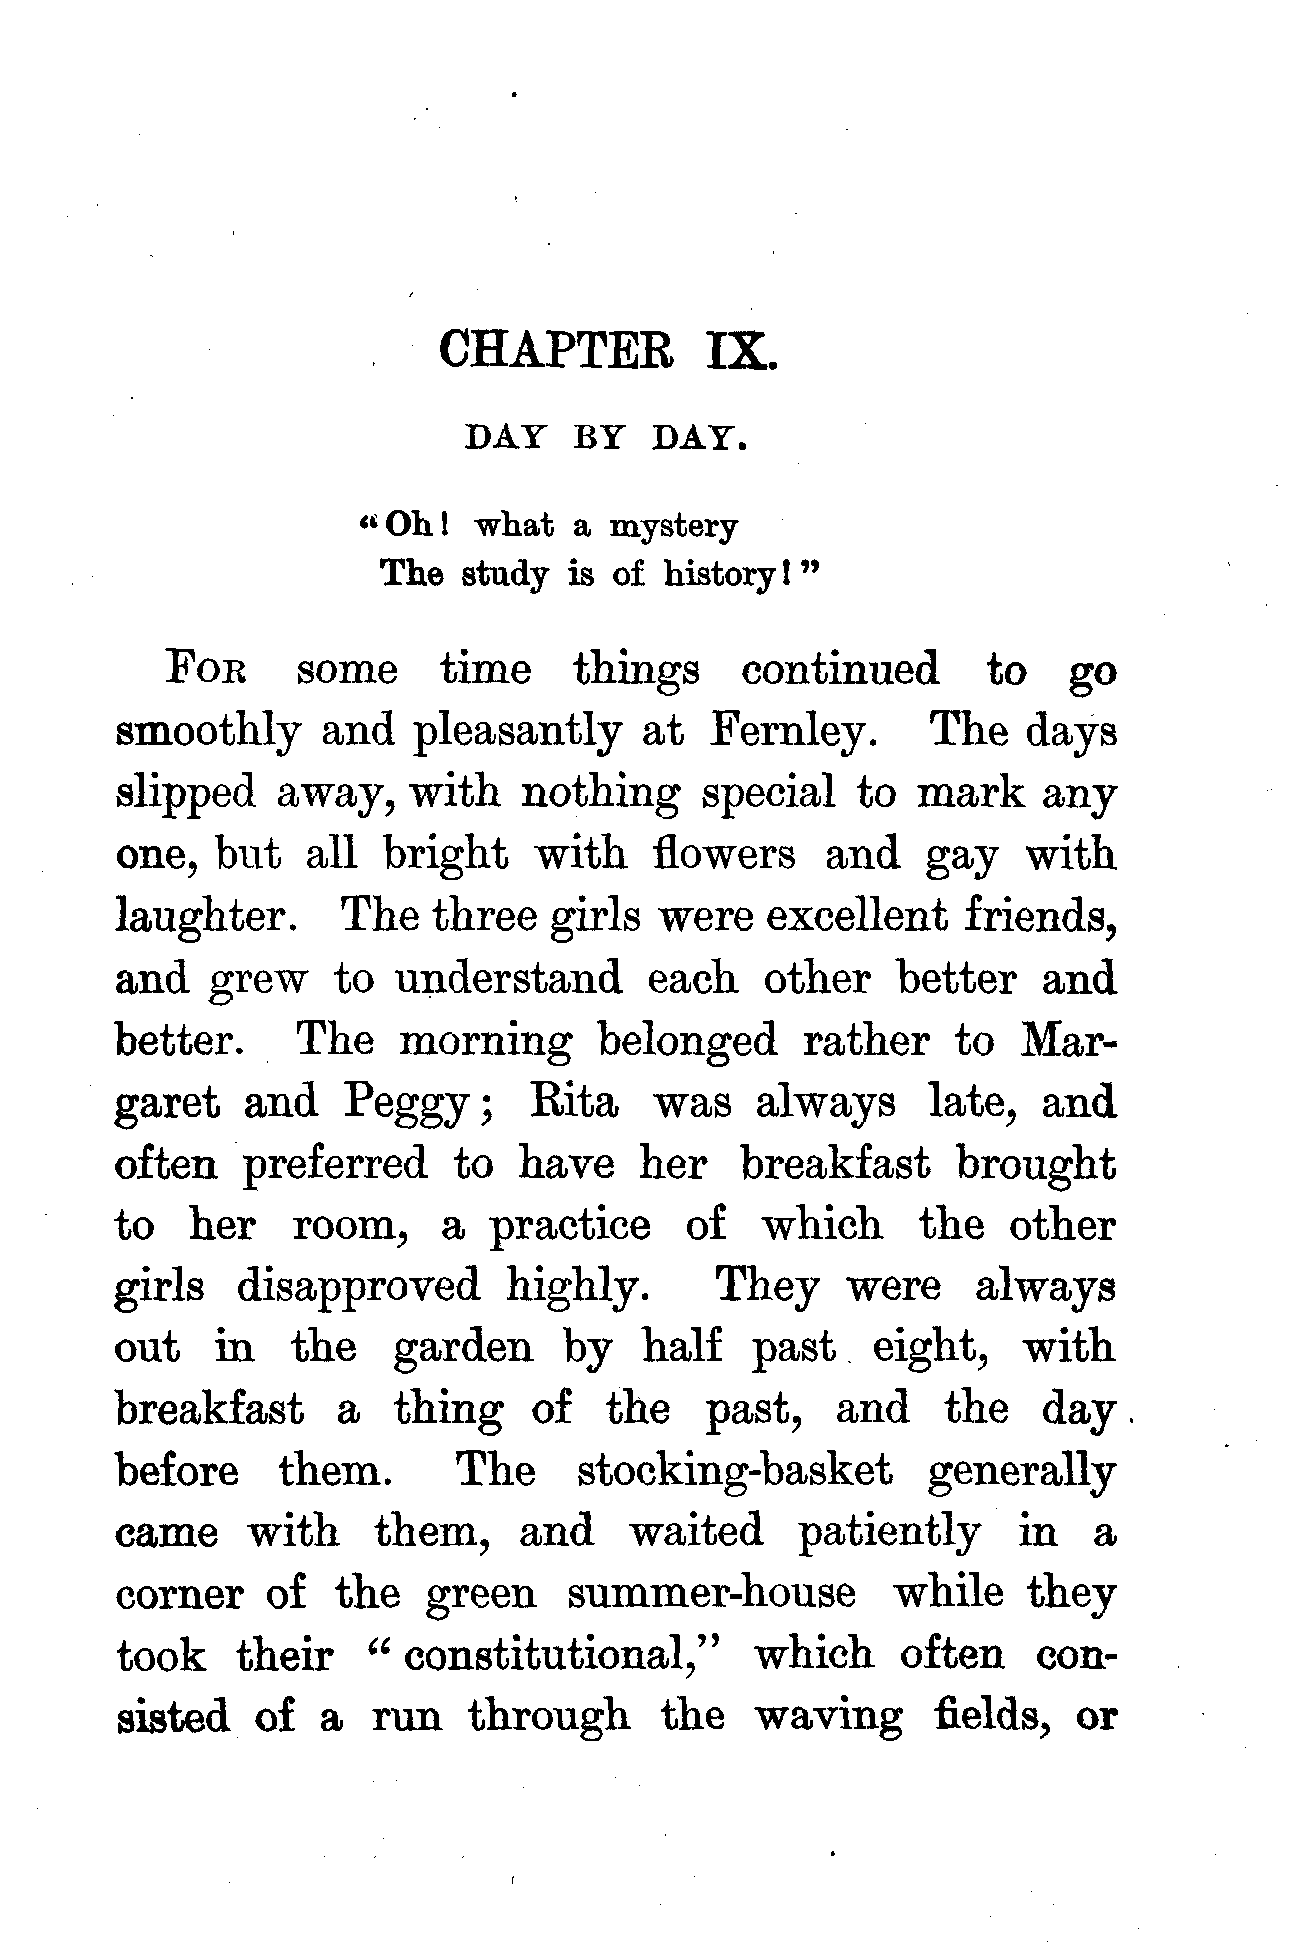 CHAPTER IX.
DAY BY DAY.
"Oh! what a mystery
The study is of history!"
FOR some time things continued to go
smoothly and pleasantly at Fernley. The days
slipped away, with nothing special to mark any
one, but all bright with flowers and gay with
laughter. The three girls were excellent friends,
and grew to understand each other better and
better. The morning belonged rather to Mar-
garet and Peggy; Rita was always late, and
often preferred to have her breakfast brought
to her room, a practice of which the other
girls disapproved highly. They were always
out in the garden by half past eight, with
breakfast a thing of the past, and the day
before them. The stocking-basket generally
came with them, and waited patiently in a
corner of the green summer-house while they
took their "constitutional," which often con-
sisted of a run through the waving fields, or